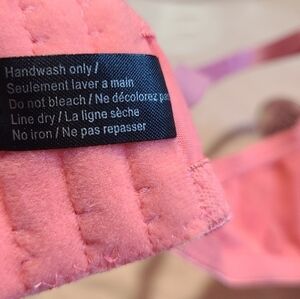 Handwash only /
Seulement laver a main
Do not bleach / Ne décolorez pas
Line dry / La ligne sèche
No iron / Ne pas repasser